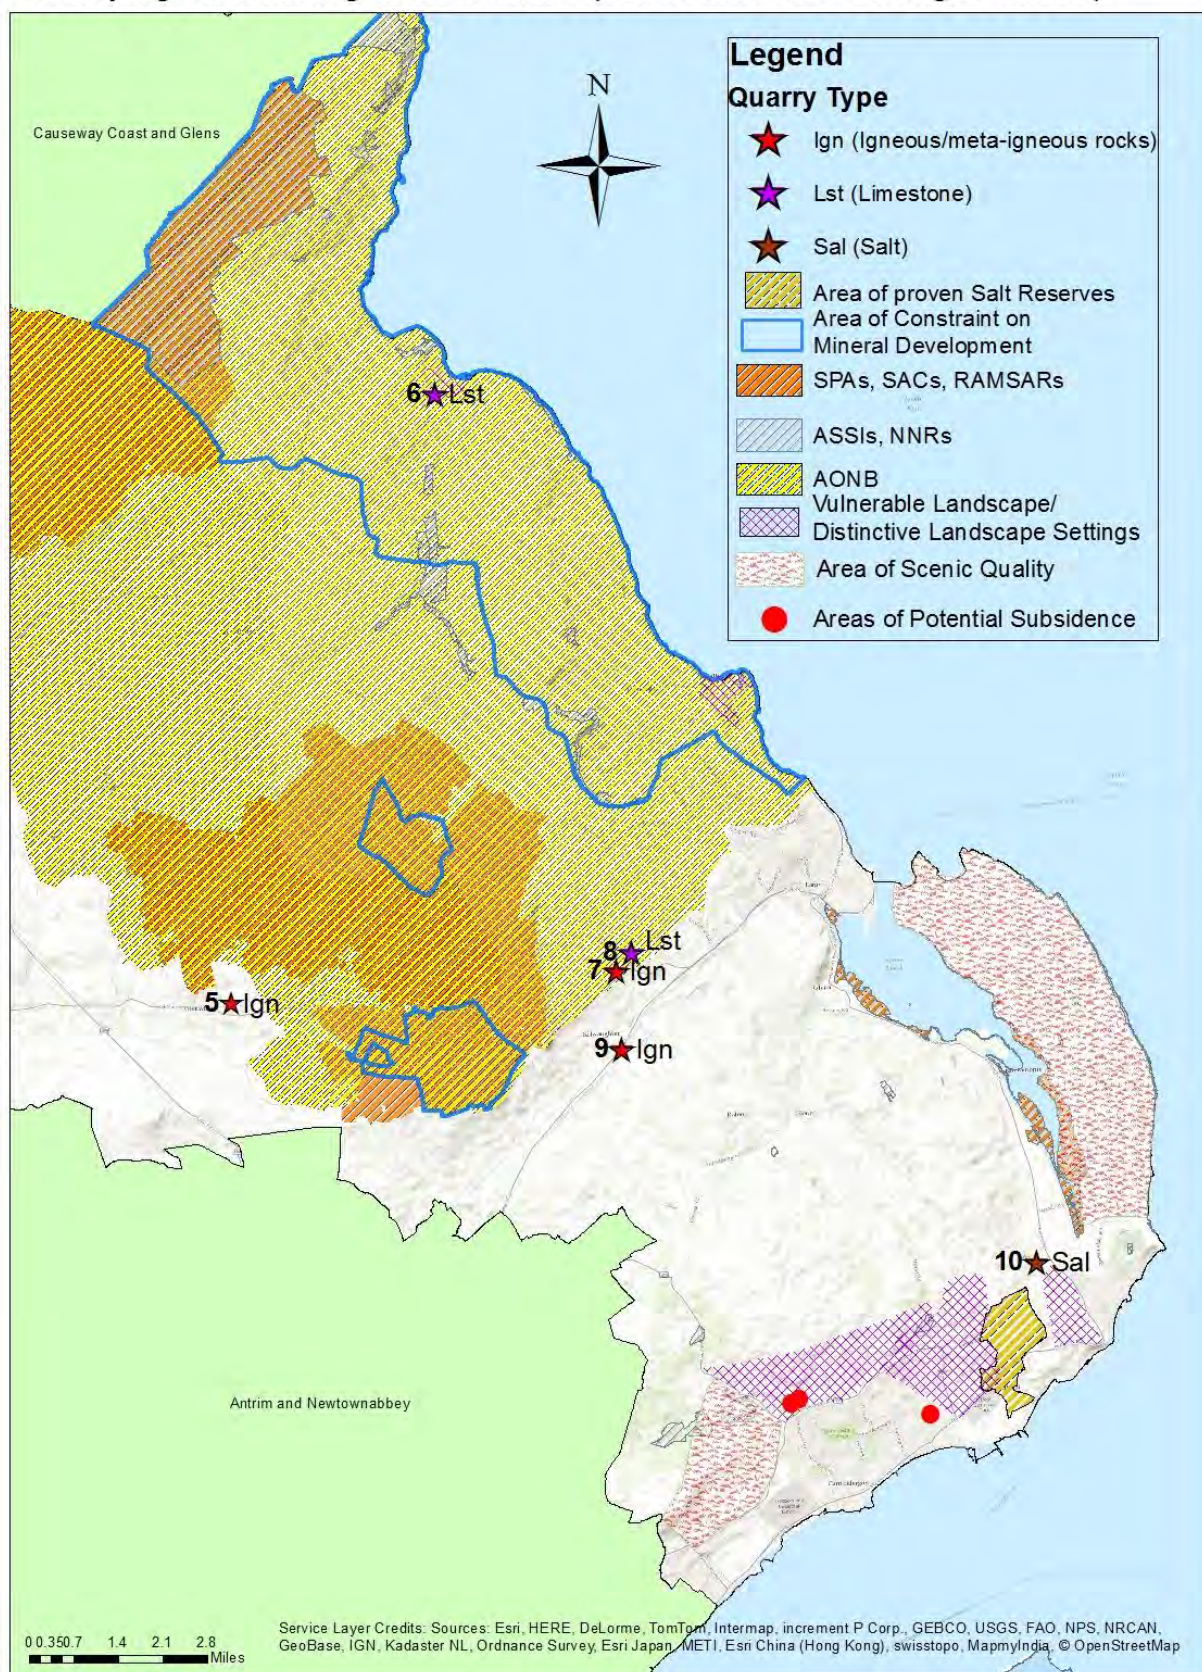 N
Causeway Coast and Glens
Legend
Quarry Type
Ign (Igneous/meta-igneous rocks)
Lst (Limestone)
Sal (Salt)
Area of proven Salt Reserves
Area of Constraint on
Mineral Development
SPAs, SACs, RAMSARs
ASSIs, NNRs
AONB
Vulnerable Landscape/
Distinctive Landscape Settings
Area of Scenic Quality
Areas of Potential Subsidence
6 Lst
8 Lst
7 Ign
5 Ign
9 Ign
10 Sal
Antrim and Newtownabbey
0 0.35 0.7 1.4 2.1 2.8
Miles
Service Layer Credits: Sources: Esri, HERE, DeLorme, TomTom, Intermap, increment P Corp., GEBCO, USGS, FAO, NPS, NRCAN,
GeoBase, IGN, Kadaster NL, Ordnance Survey, Esri Japan, METI, Esri China (Hong Kong), swisstopo, MapmyIndia, © OpenStreetMap